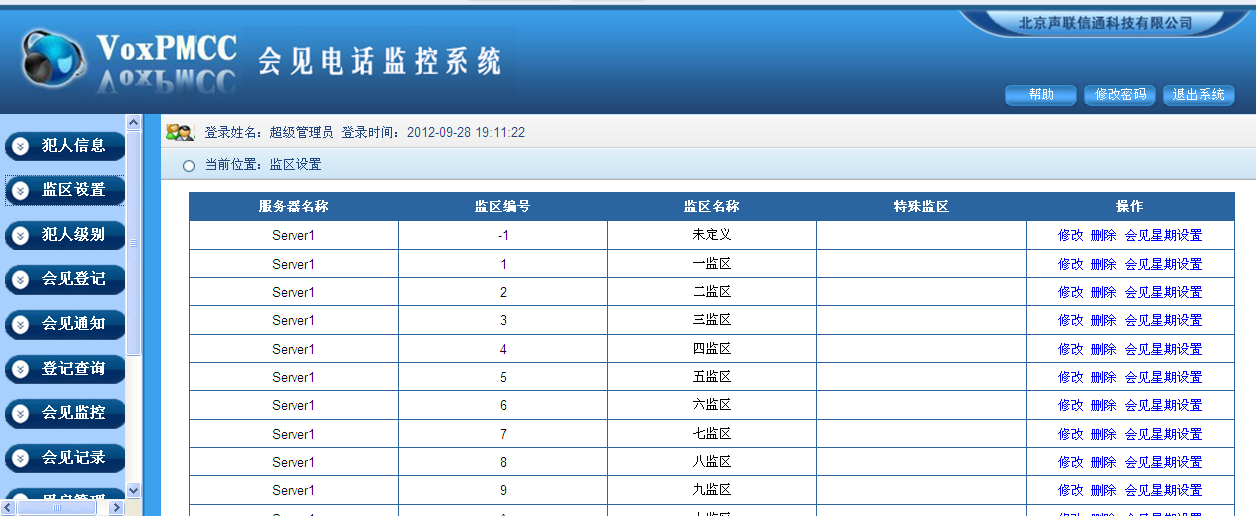 北京声联信通科技有限公司
VoxPMCC 会见电话监控系统
帮助 修改密码 退出系统
登录姓名：超级管理员 登录时间：2012-09-28 19:11:22
当前位置：监区设置
犯人信息
监区设置
犯人级别
会见登记
会见通知
登记查询
会见监控
会见记录
用户管理
服务器名称 监区编号 监区名称 特殊监区 操作
Server1 -1 未定义 修改 删除 会见星期设置
Server1 1 一监区 修改 删除 会见星期设置
Server1 2 二监区 修改 删除 会见星期设置
Server1 3 三监区 修改 删除 会见星期设置
Server1 4 四监区 修改 删除 会见星期设置
Server1 5 五监区 修改 删除 会见星期设置
Server1 6 六监区 修改 删除 会见星期设置
Server1 7 七监区 修改 删除 会见星期设置
Server1 8 八监区 修改 删除 会见星期设置
Server1 9 九监区 修改 删除 会见星期设置